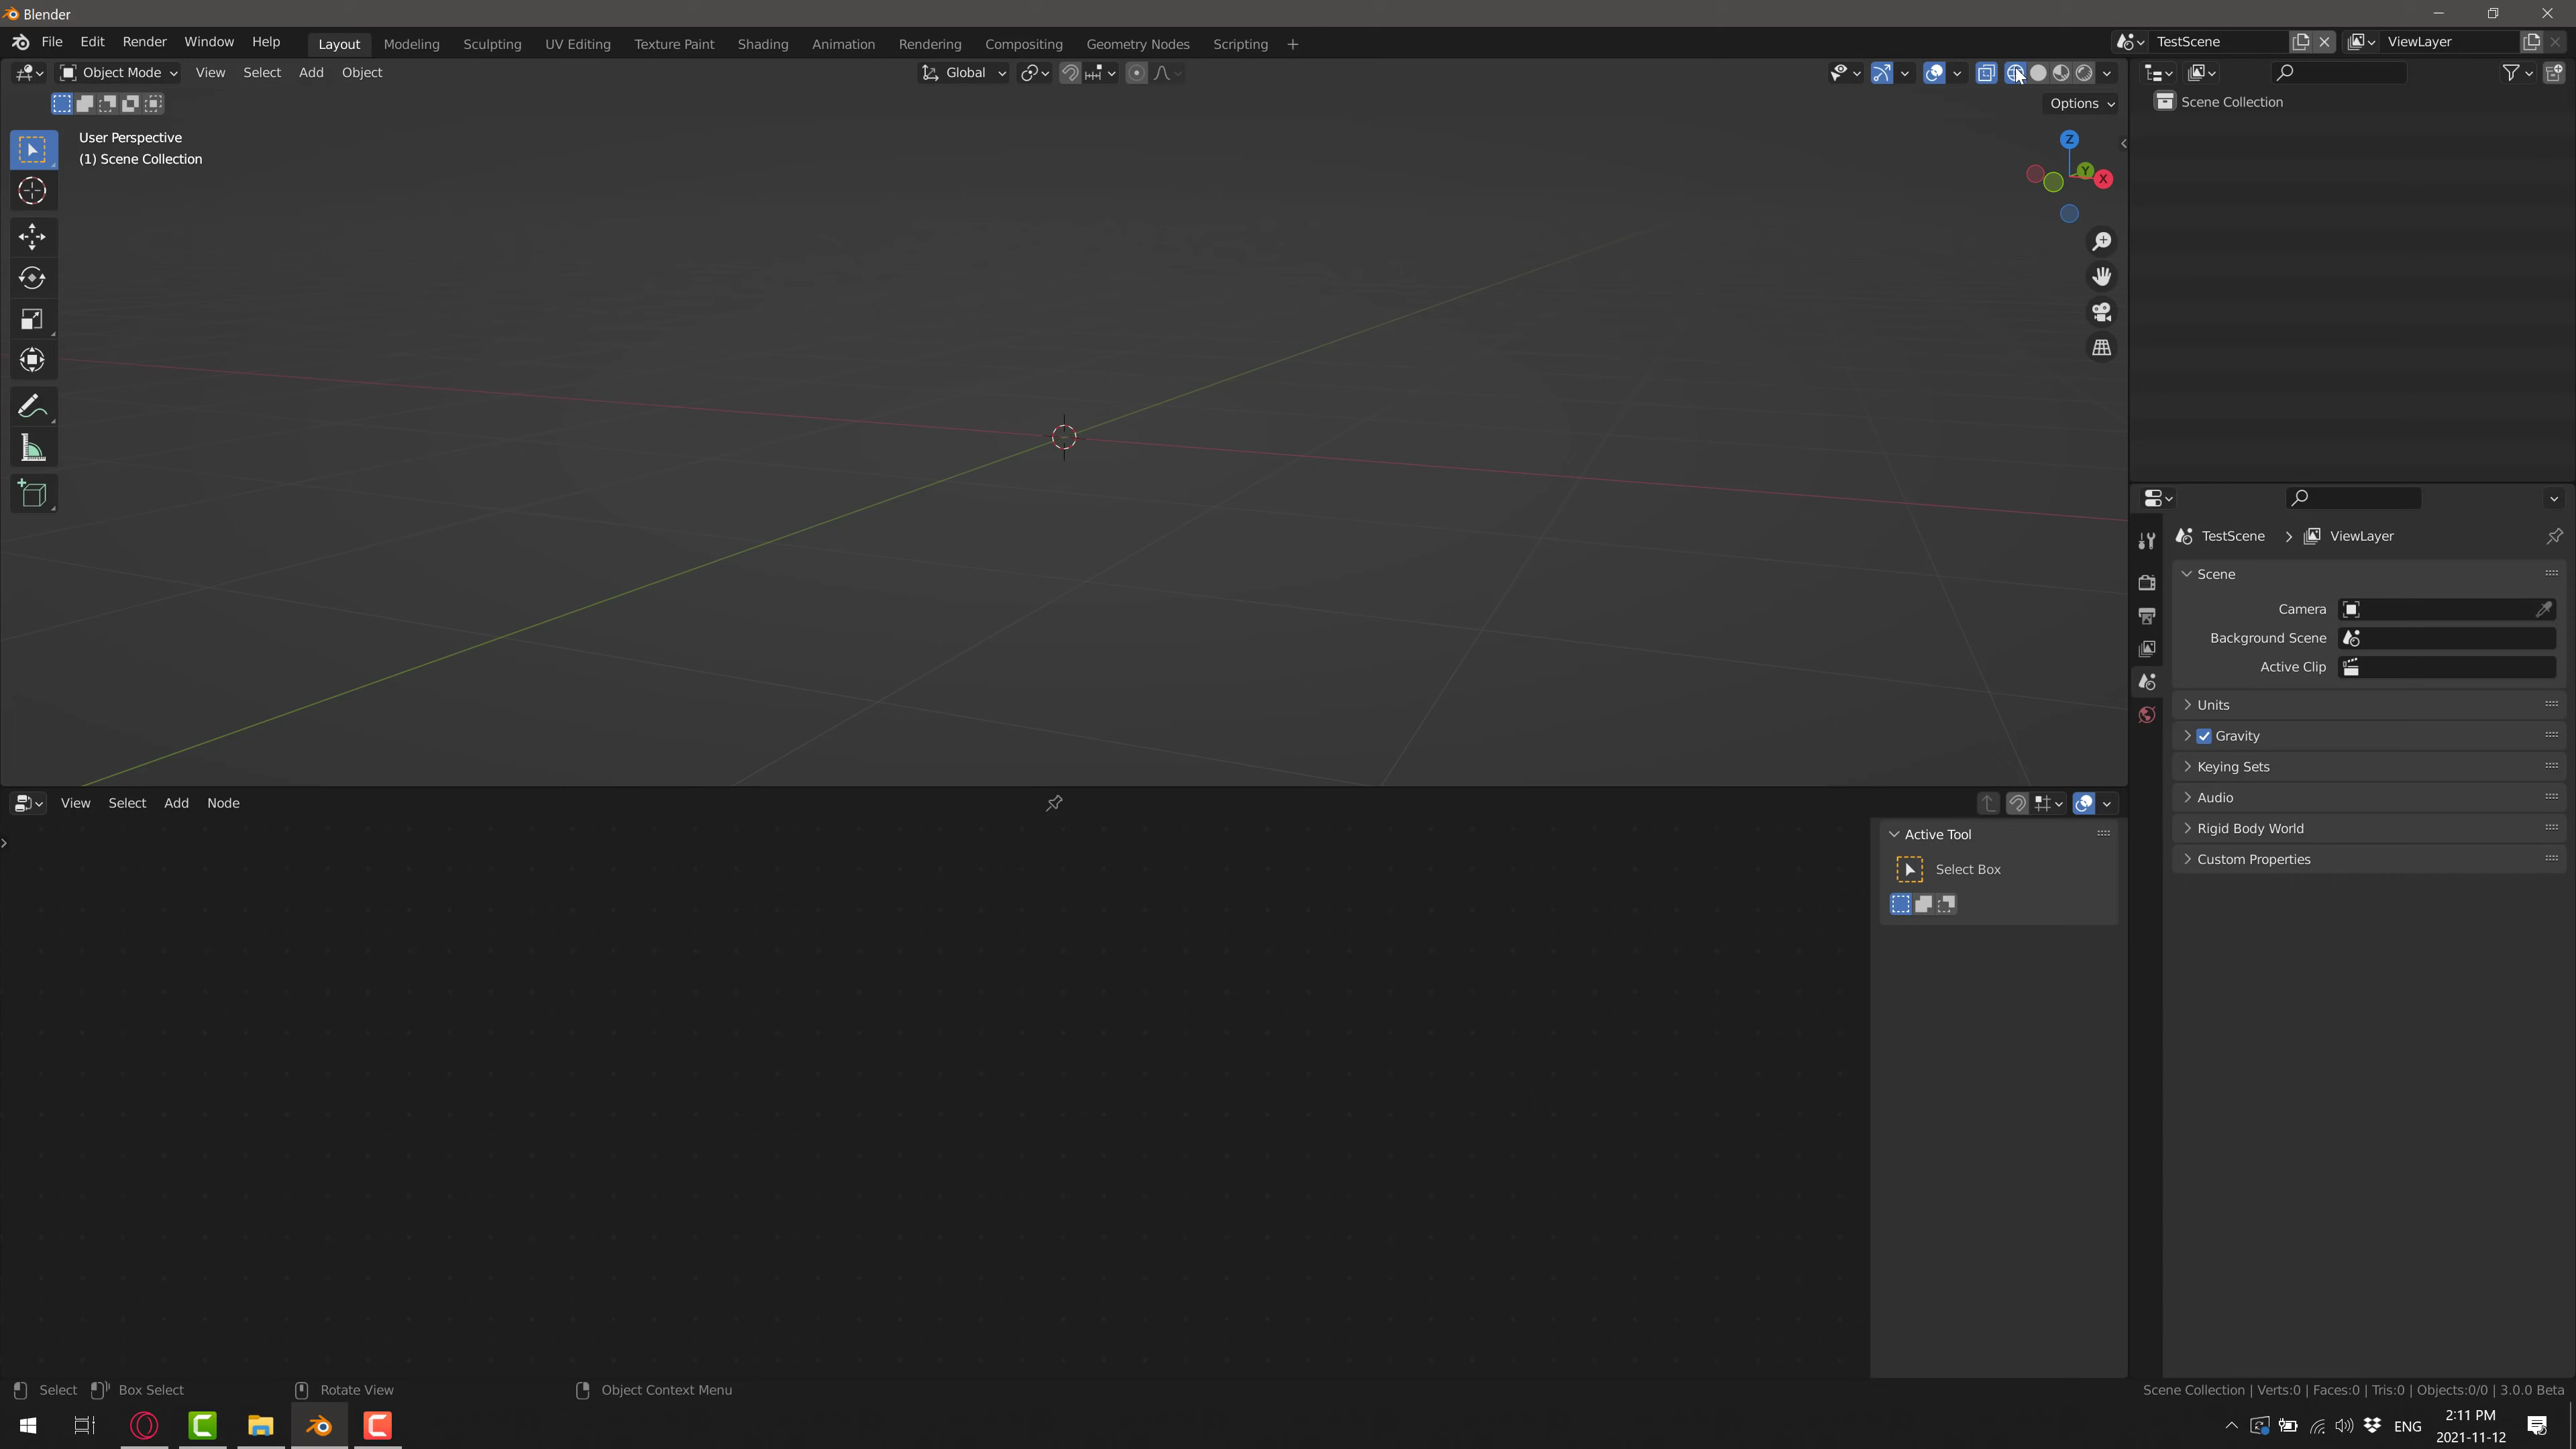 Blender
File Edit Render Window Help Layout Modeling Sculpting UV Editing Texture Paint Shading Animation Rendering Compositing Geometry Nodes Scripting + TestScene ViewLayer
Object Mode View Select Add Object Global
Options
User Perspective
(1) Scene Collection
Z
Y
X
Scene Collection
TestScene > ViewLayer
Scene
Camera
Background Scene
Active Clip
Units
Gravity
Keying Sets
Audio
Rigid Body World
Custom Properties
View Select Add Node
Active Tool
Select Box
Select Box Select Rotate View Object Context Menu
Scene Collection | Verts:0 | Faces:0 | Tris:0 | Objects:0/0 | 3.0.0 Beta
ENG
2:11 PM
2021-11-12